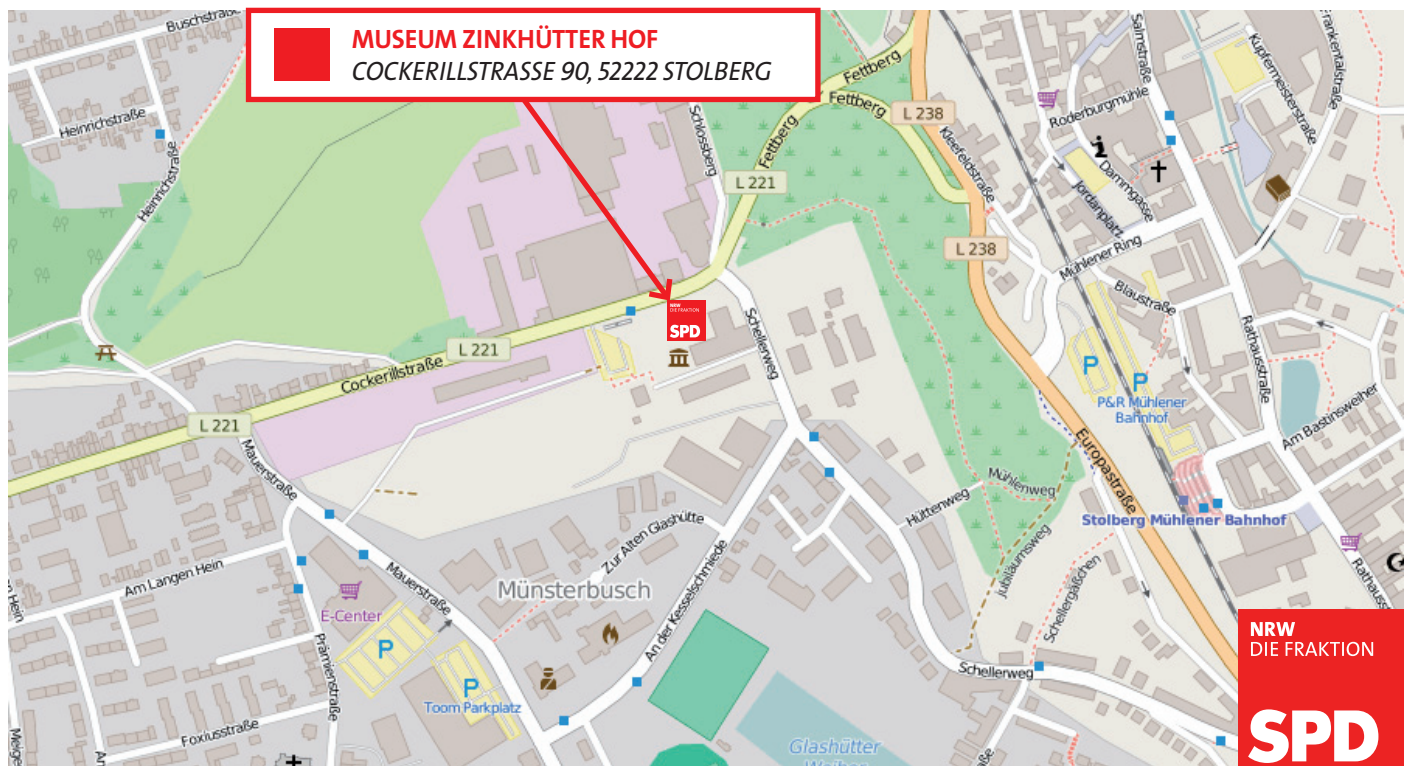 MUSEUM ZINKHÜTTER HOF
COCKERILLSTRASSE 90, 52222 STOLBERG
Buschstraße
Heinrichstraße
Heinrichstraße
Schlossberg
Fettberg
Fettberg
Fettberg
L 238
L 221
L 238
Kleefeldstraße
Roderburgmühle
Salmstraße
Kupfermeisterstraße
Frankentalstraße
Dammgasse
Jordanplatz
Mühlener Ring
Blaustraße
Rathausstraße
NRW
DIE FRAKTION
SPD
L 221
Cockerillstraße
L 221
Schellerweg
P
P
P&R Mühlener
Bahnhof
Am Bastinsweiher
Europastraße
Mauerstraße
Mühlenweg
Hüttenweg
Stolberg Mühlener Bahnhof
Jubiläumsweg
Zur Alten Glashütte
Am Langen Hein
Mauerstraße
Münsterbusch
An der Kesselschmiede
Schellergäßchen
E-Center
P
Prämienstraße
Schellerweg
P
Toom Parkplatz
Foxiusstraße
Glashütter
Weiher
NRW
DIE FRAKTION
SPD